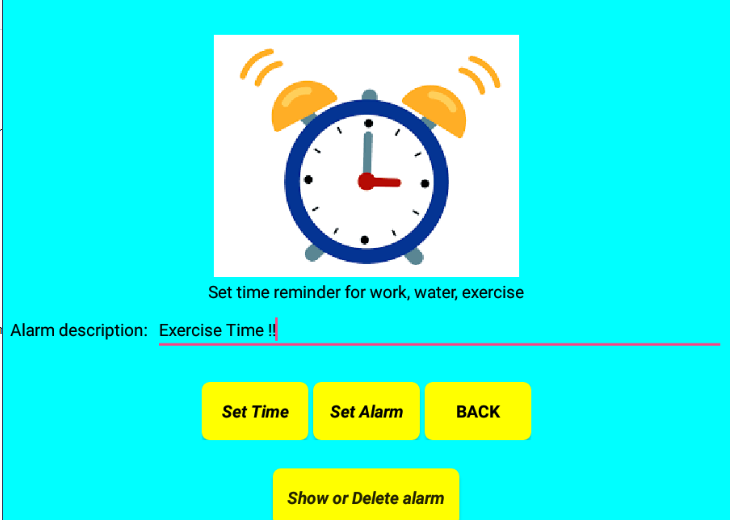 Set time reminder for work, water, exercise
Alarm description: Exercise Time !!
Set Time Set Alarm BACK
Show or Delete alarm